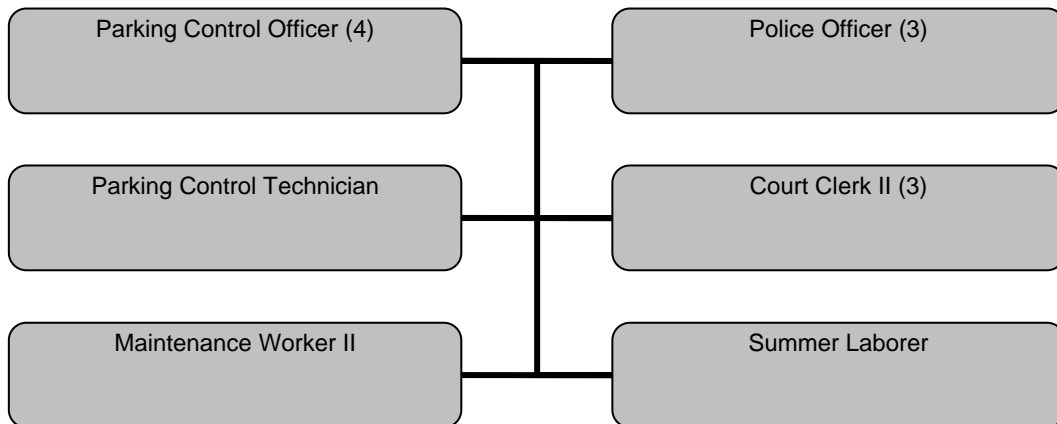 Parking Control Officer (4)
Police Officer (3)
Parking Control Technician
Court Clerk II (3)
Maintenance Worker II
Summer Laborer